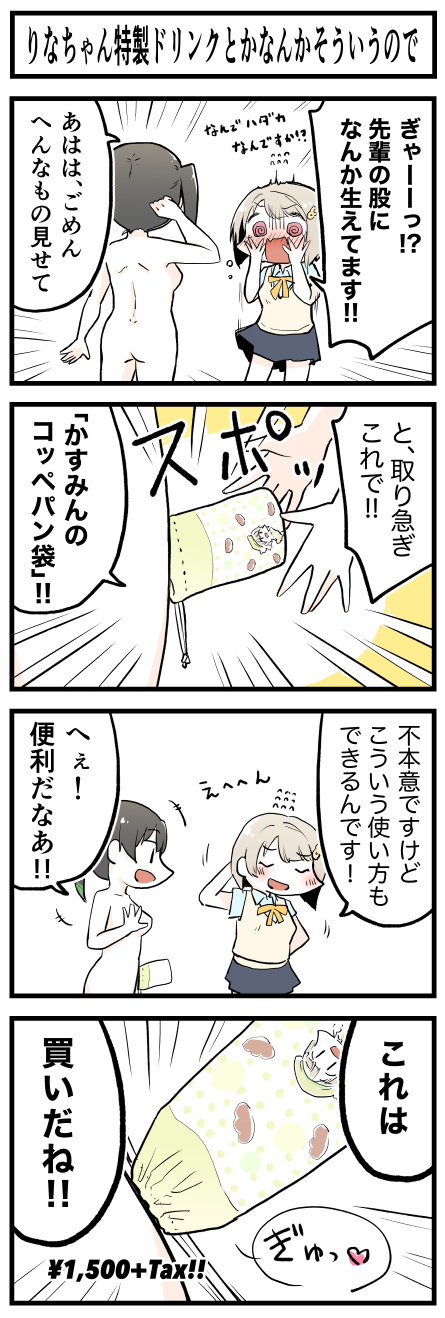 りなちゃん特製ドリンクとかなんかそういうので
ぎゃーーっ!?
先輩の股に
なんか生えてます!!
なんでハダカ
なんですか!?
あはは、ごめん
へんなもの見せて
と、取り急ぎ
これで!!
スポッ
「かすみんの
コッペパン袋」!!
不本意ですけど
こういう使い方も
できるんです！
えへへん
へぇ！
便利だなあ!!
これは
買いだね!!
ぎゅっ
¥1,500+Tax!!